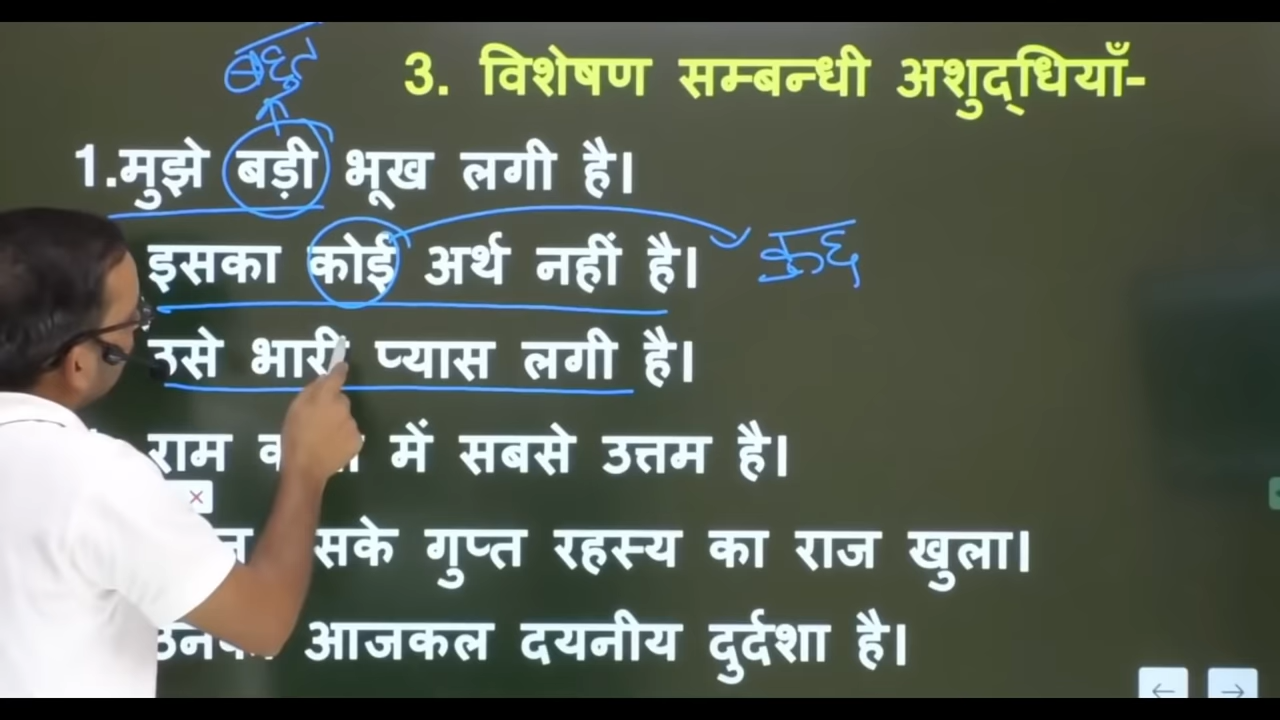 बहुत
3. विशेषण सम्बन्धी अशुद्धियाँ-
1.मुझे बड़ी भूख लगी है।
इसका कोई अर्थ नहीं है। कुछ
उसे भारी प्यास लगी है।
राम में सबसे उत्तम है।
गुप्त रहस्य का राज खुला।
आजकल दयनीय दुर्दशा है।